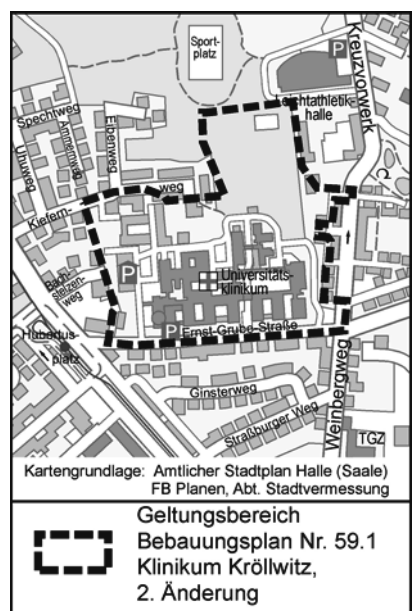 Sport-
platz
P
Leichtathletik-
halle
Kreuzvorwerk
Spechtweg
Uhuweg
Ammernweg
Elbenweg
Kiefern-
weg
Bach-
stelzen-
weg
P
Universitäts-
klinikum
P
Ernst-Grube-Straße
Hubertus-
platz
Ginsterweg
Straßburger Weg
Weinbergweg
TGZ
Kartengrundlage: Amtlicher Stadtplan Halle (Saale)
FB Planen, Abt. Stadtvermessung
Geltungsbereich
Bebauungsplan Nr. 59.1
Klinikum Kröllwitz,
2. Änderung